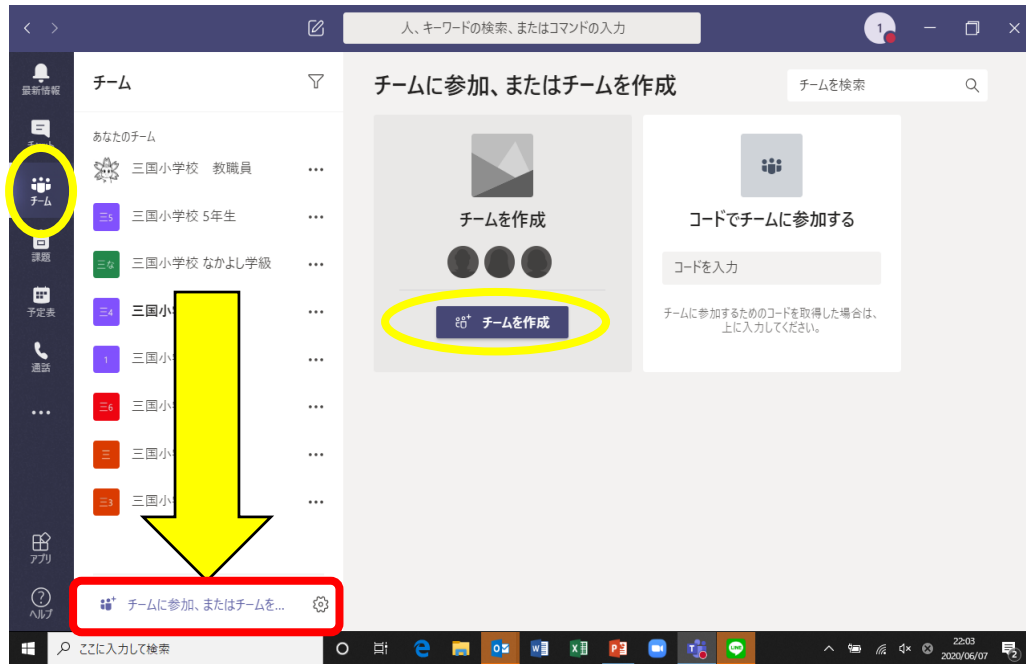 人、キーワードの検索、またはコマンドの入力
1
最新情報
チーム
課題
予定表
通話
アプリ
ヘルプ
チーム
あなたのチーム
三国小学校 教職員
三5 三国小学校 5年生
三な 三国小学校 なかよし学級
三4 三国小
1 三国小
三6 三国小
三 三国小
三3 三国小
チームに参加、またはチームを...
チームに参加、またはチームを作成
チームを検索
チームを作成
チームを作成
コードでチームに参加する
コードを入力
チームに参加するためのコードを取得した場合は、
上に入力してください。
ここに入力して検索
22:03
2020/06/07
2